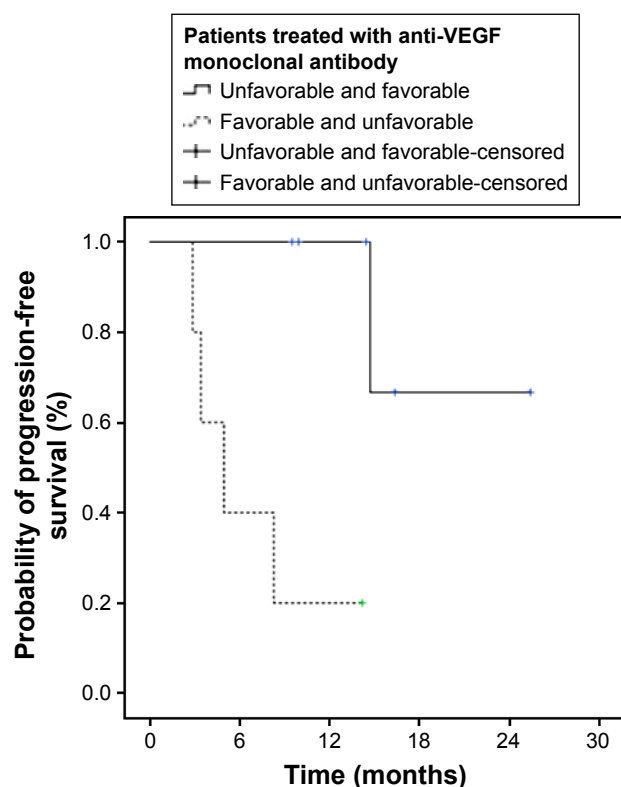 Patients treated with anti-VEGF
monoclonal antibody
Unfavorable and favorable
Favorable and unfavorable
Unfavorable and favorable-censored
Favorable and unfavorable-censored
Probability of progression-free
survival (%)
1.0
0.8
0.6
0.4
0.2
0.0
0 6 12 18 24 30
Time (months)